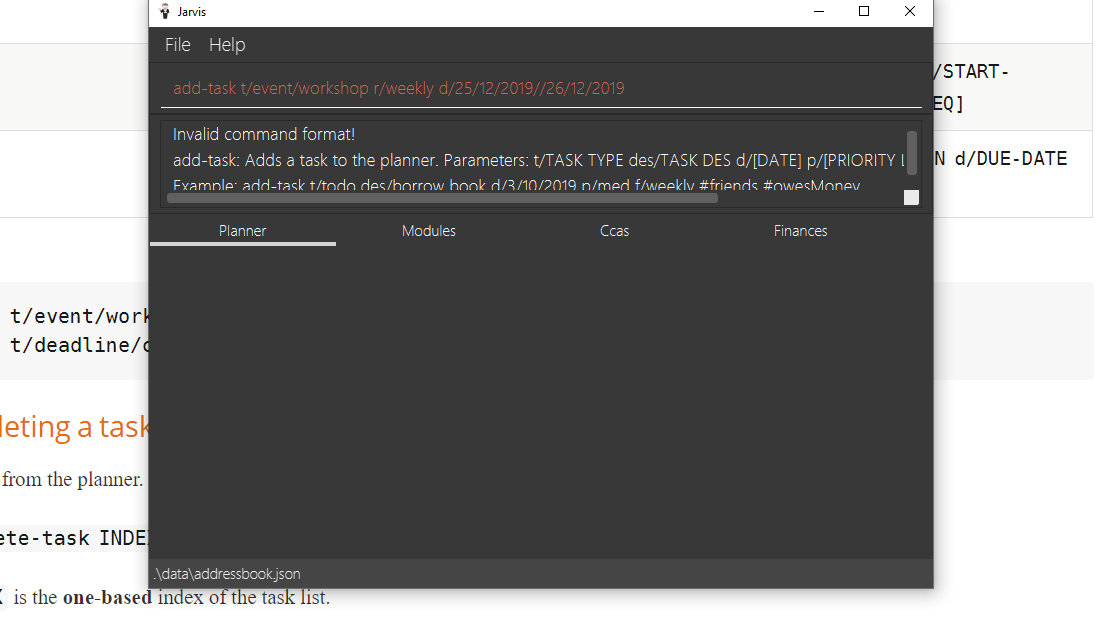 Jarvis
File Help
add-task t/event/workshop r/weekly d/25/12/2019//26/12/2019
Invalid command format!
add-task: Adds a task to the planner. Parameters: t/TASK TYPE des/TASK DES d/[DATE] p/[PRIORITY
Example: add-task t/todo des/borrow book d/3/10/2019 p/med f/weekly #friends #owesMoney
Planner Modules Ccas Finances
.\data\addressbook.json
/START-
EQ]
N d/DUE-DATE
t/event/work
t/deadline/
leting a task
from the planner.
ete-task INDE
is the one-based index of the task list.